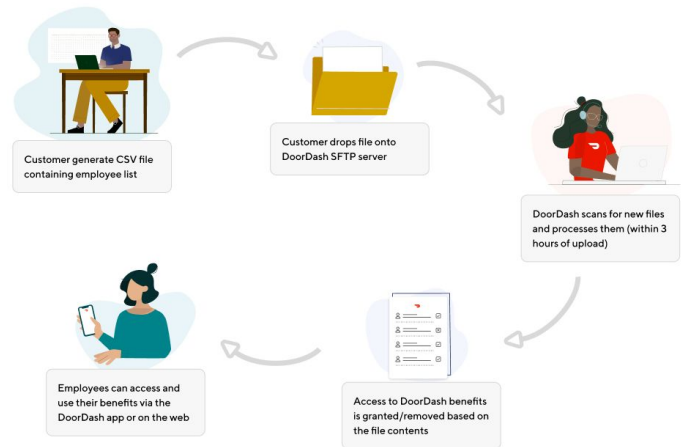 Customer generate CSV file
containing employee list
Customer drops file onto
DoorDash SFTP server
DoorDash scans for new files
and processes them (within 3
hours of upload)
Access to DoorDash benefits
is granted/removed based on
the file contents
Employees can access and
use their benefits via the
DoorDash app or on the web